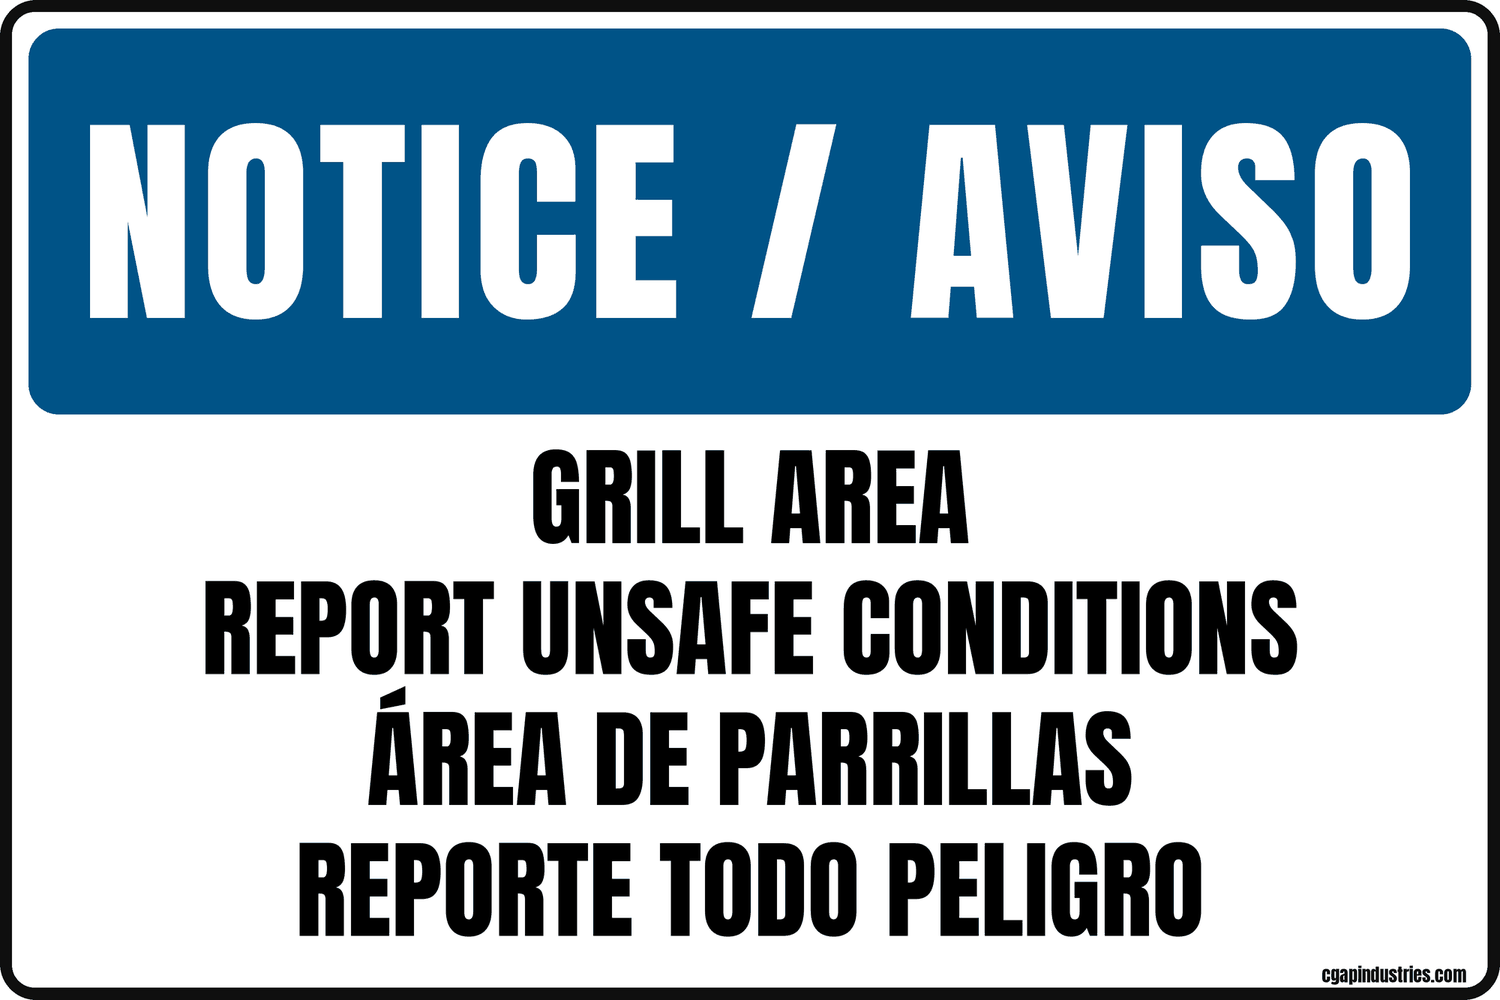 NOTICE / AVISO
GRILL AREA
REPORT UNSAFE CONDITIONS
ÁREA DE PARRILLAS
REPORTE TODO PELIGRO
cgapindustries.com